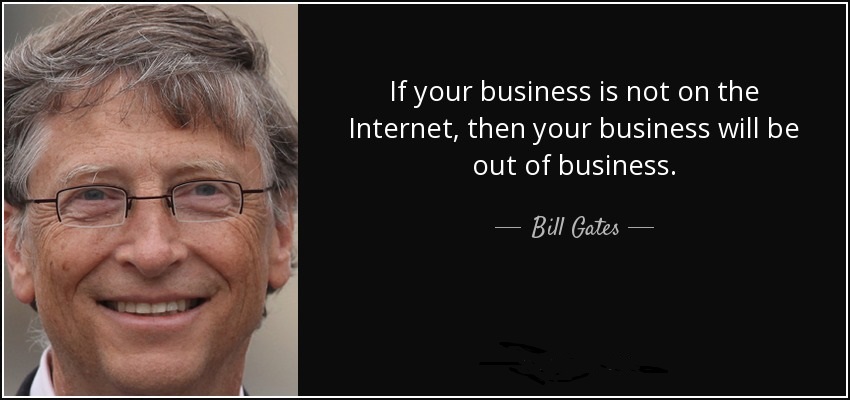 If your business is not on the
Internet, then your business will be
out of business.
— Bill Gates —